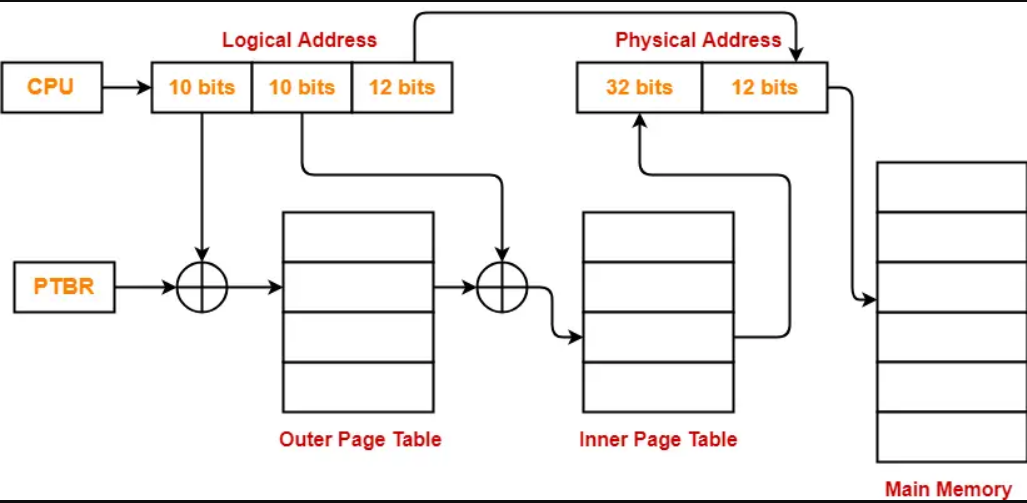 Logical Address
Physical Address
CPU
10 bits
10 bits
12 bits
32 bits
12 bits
PTBR
Outer Page Table
Inner Page Table
Main Memory